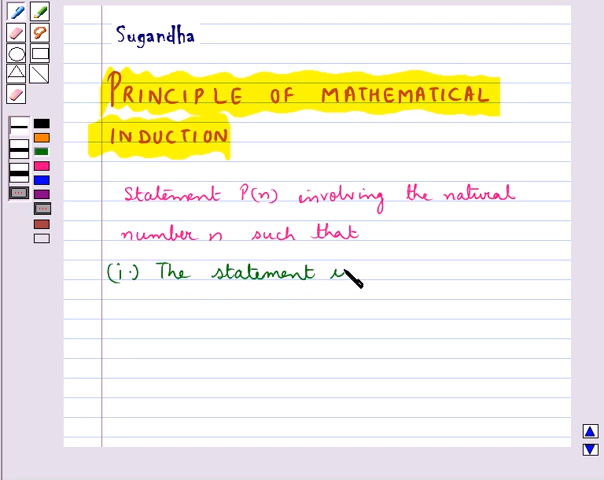 Sugandha
PRINCIPLE OF MATHEMATICAL
INDUCTION
Statement P(n) involving the natural
number n such that
(i.) The statement